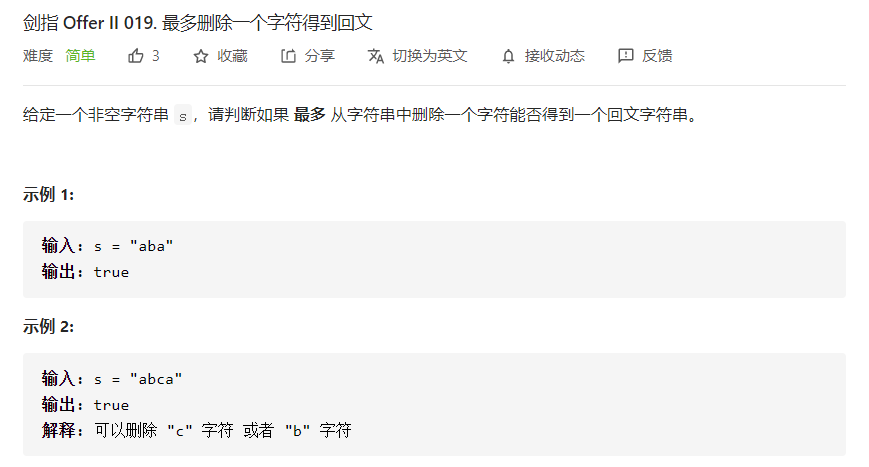 剑指 Offer II 019. 最多删除一个字符得到回文
难度 简单 3 收藏 分享 切换为英文 接收动态 反馈
给定一个非空字符串 s，请判断如果 最多 从字符串中删除一个字符能否得到一个回文字符串。
示例 1:
输入: s = "aba"
输出: true
示例 2:
输入: s = "abca"
输出: true
解释: 可以删除 "c" 字符 或者 "b" 字符